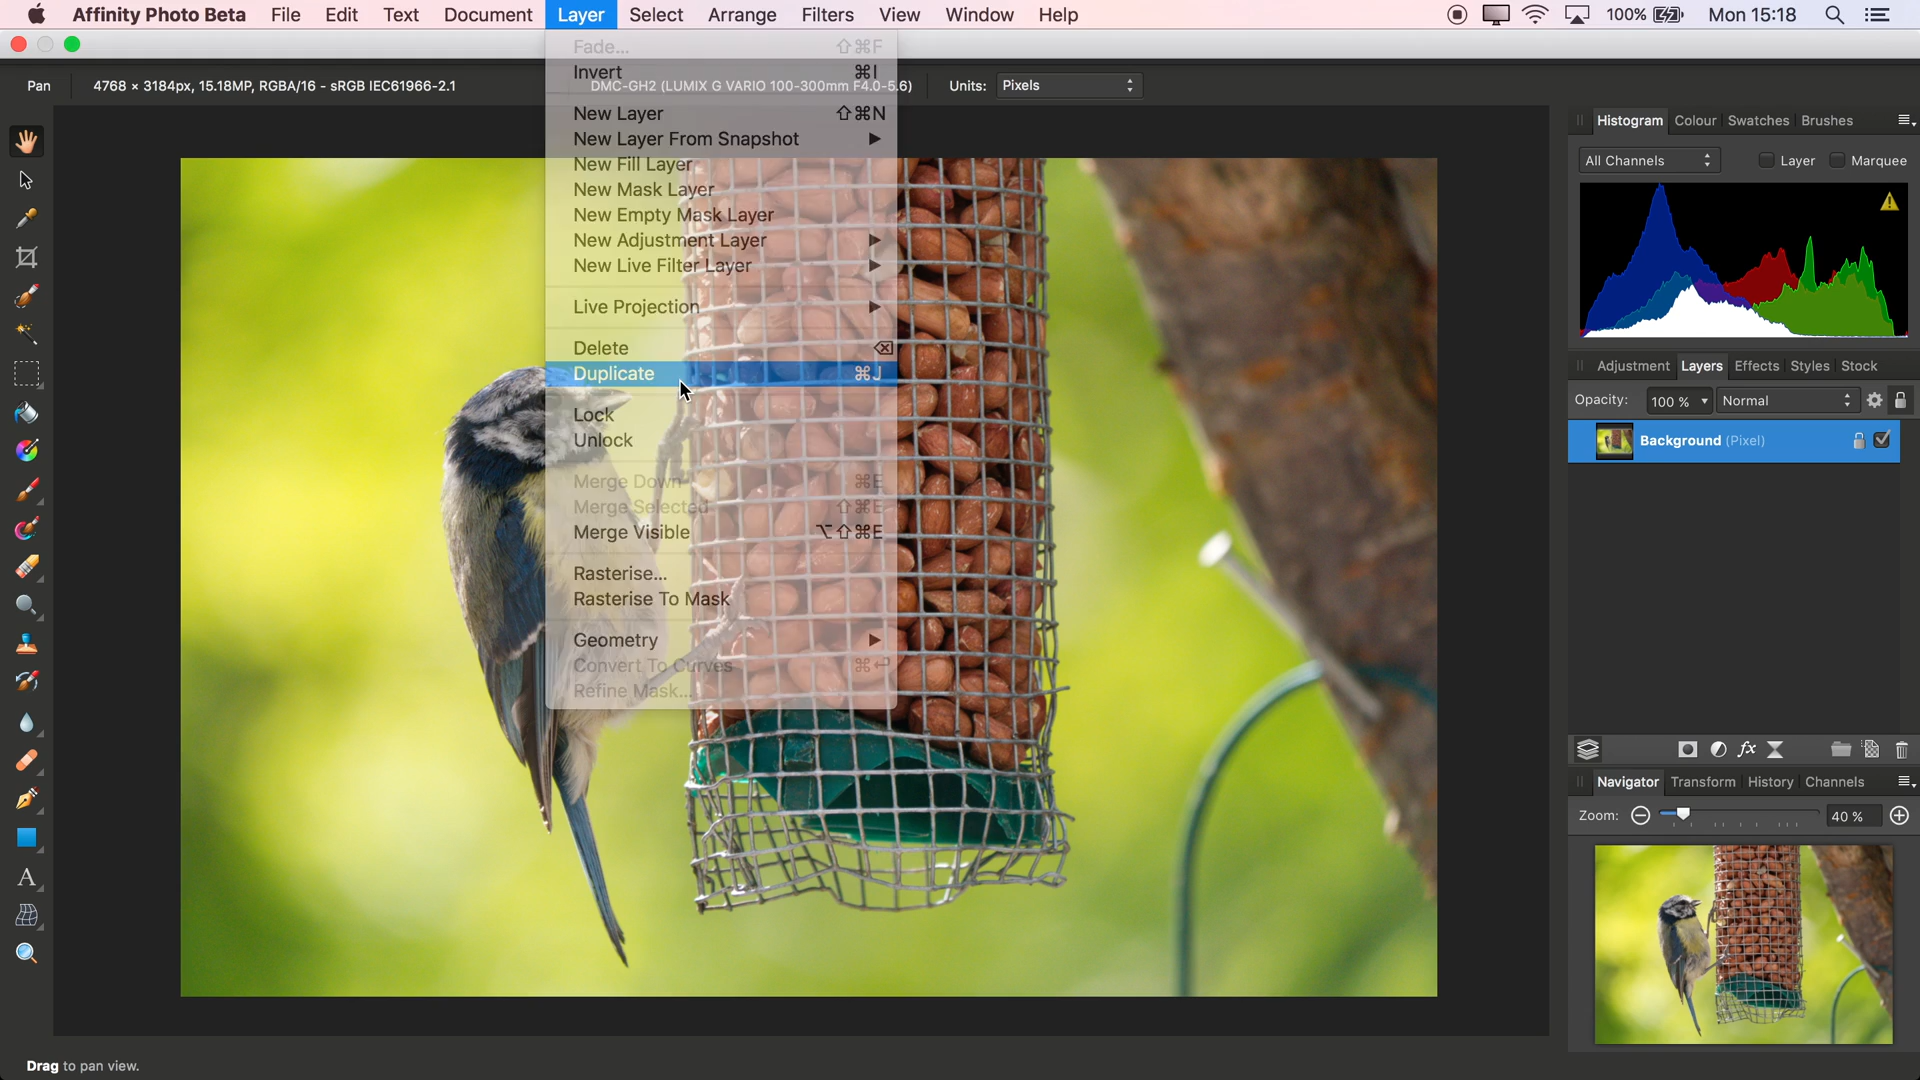 Affinity Photo Beta File Edit Text Document Layer Select Arrange Filters View Window Help 100% Mon 15:18
Pan 4768 × 3184px, 15.18MP, RGBA/16 - sRGB IEC61966-2.1 DMC-GH2 (LUMIX G VARIO 100-300mm F4.0-5.6) Units: Pixels
Fade... ⇧⌘F
Invert ⌘I
New Layer ⇧⌘N
New Layer From Snapshot
New Fill Layer
New Mask Layer
New Empty Mask Layer
New Adjustment Layer
New Live Filter Layer
Live Projection
Delete ⌫
Duplicate ⌘J
Lock
Unlock
Merge Down ⌘E
Merge Selected ⇧⌘E
Merge Visible ⌥⇧⌘E
Rasterise...
Rasterise To Mask
Geometry
Convert To Curves ⌘↩
Refine Mask...
Histogram Colour Swatches Brushes
All Channels Layer Marquee
Adjustment Layers Effects Styles Stock
Opacity: 100 % Normal
Background (Pixel)
fx
Navigator Transform History Channels
Zoom: 40 %
A
Drag to pan view.